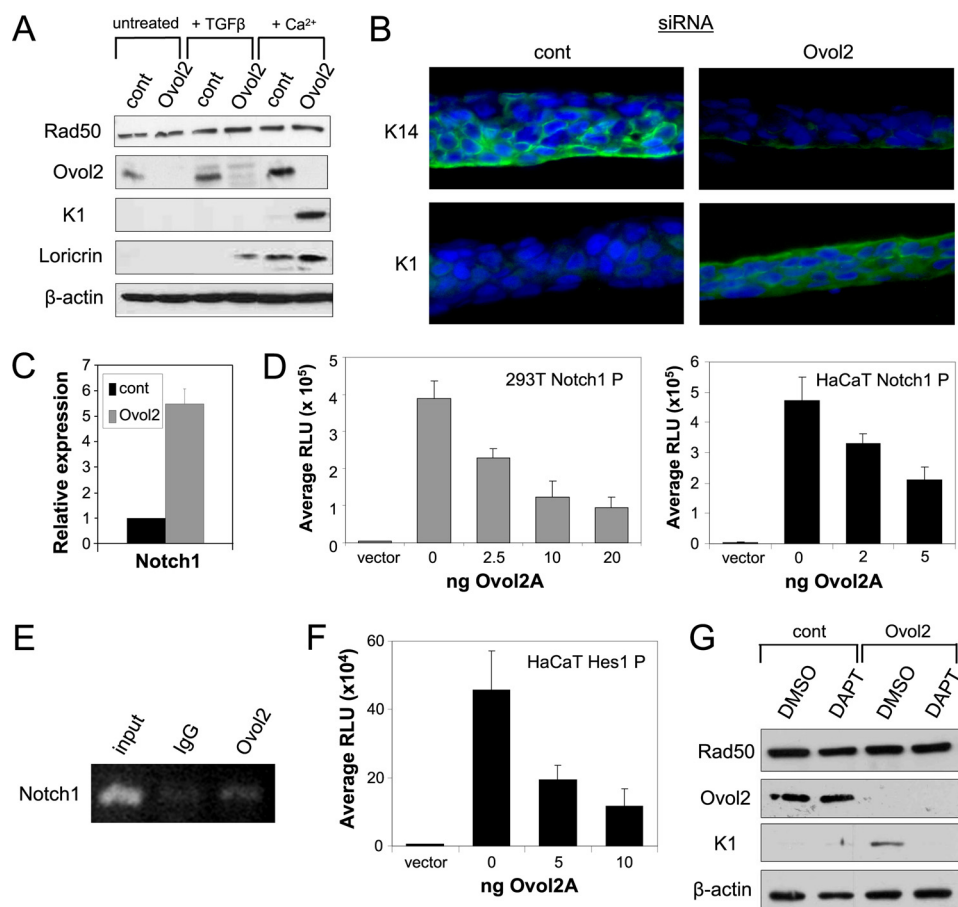 A
untreated
+ TGFβ
+ Ca²⁺
cont
Ovol2
cont
Ovol2
cont
Ovol2
Rad50
Ovol2
K1
Loricrin
β-actin
B
siRNA
cont
Ovol2
K14
K1
C
Relative expression
7
6
5
4
3
2
1
0
cont
Ovol2
Notch1
D
Average RLU (x 10⁵)
5
4
3
2
1
0
293T Notch1 P
vector
0
2.5
10
20
ng Ovol2A
Average RLU (x10⁵)
6
5
4
3
2
1
0
HaCaT Notch1 P
vector
0
2
5
ng Ovol2A
E
input
IgG
Ovol2
Notch1
F
Average RLU (x10⁴)
60
40
20
0
HaCaT Hes1 P
vector
0
5
10
ng Ovol2A
G
cont
Ovol2
DMSO
DAPT
DMSO
DAPT
Rad50
Ovol2
K1
β-actin